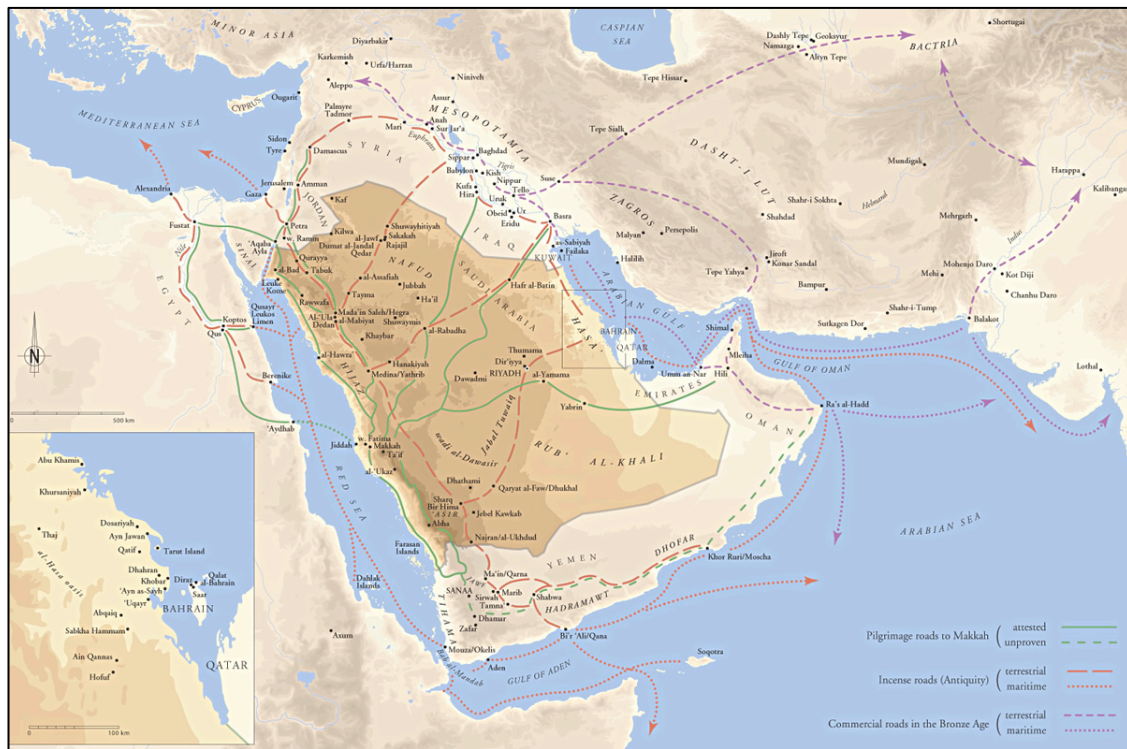 MINOR ASIA
CASPIAN
SEA
Shortugai
Diyarbakir
Dashly Tepe
Geoksyur
Namazga
Altyn Tepe
BACTRIA
Karkemish
Urfa/Harran
Aleppo
Niniveh
Tepe Hissar
Ougarit
CYPRUS
Assur
MESOPOTAMIA
MEDITERRANEAN SEA
Palmyre
Tadmor
Mari
Anah
Sur Jar'a
Euphrates
Tepe Sialk
DASHT-I LUT
Sidon
Tyre
Damascus
SYRIA
Sippar
Baghdad
Tigris
Babylon
Kish
Nippur
Suse
Mundigak
Harappa
Kalibangan
Alexandria
Jerusalem
Amman
Gaza
JORDAN
Kaf
Kufa
Hira
Tello
Uruk
Obeid
Ur
Eridu
Basra
ZAGROS
Shahdad
Shahr-i Sokhta
Helmand
Mehrgarh
Indus
Fustat
Petra
w. Ramm
Kilwa
Shuwayhitiyah
al-Jawf
Sakakah
Dumat al-Jandal
Rajajil
Qedar
IRAQ
Malyan
Persepolis
'Aqaba
Ayla
Nile
SINAI
Qurayya
al-Bad
Tabuk
NAFUD
SAUDI ARABIA
as-Sabiyah
Failaka
KUWAIT
Halilih
Jiroft
Konar Sandal
Tepe Yahya
Bampur
Mehi
Mohenjo Daro
Kot Diji
Chanhu Daro
EGYPT
Leuke
Kome
al-Assafiah
Jubbah
Hafr al-Batin
ARABIAN GULF
Qusayr
Leukos
Limen
Rawwafa
Tayma
Ha'il
HASA'
Shahr-i-Tump
Sutkagen Dor
Balakot
Koptos
Qus
Al-'Ula
Dedan
Mada'in Saleh/Hegra
al-Mabiyat
Shuwaymis
Khaybar
al-Rabadha
BAHRAIN
QATAR
Shimal
N
al-Hawra'
HIJAZ
Hanakiyah
Medina/Yathrib
Thumama
Dir'iyya
RIYADH
Dawadmi
al-Yamama
Dalma
Umm an-Nar
Mleiha
Hili
GULF OF OMAN
Lothal
Berenike
EMIRATES
Yabrin
OMAN
Ra's al-Hadd
0
500 km
'Aydhab
Jiddah
w. Fatima
Makkah
Ta'if
al-'Ukaz
Jabal Tuwaiq
wadi al-Dawasir
RUB' AL-KHALI
RED SEA
Dhathami
Qaryat al-Faw/Dhukhal
Sharq
Bir Hima
'ASIR
Jebel Kawkab
Abha
Najran/al-Ukhdud
ARABIAN SEA
Farasan
Islands
YEMEN
DHOFAR
Khor Ruri/Moscha
Dahlak
Islands
JAWF
Ma'in/Qarna
SANAA
Sirwah
Marib
Tamna
Shabwa
HADRAMAWT
TIHAMA
Dhamar
Zafar
Bi'r 'Ali/Qana
Axum
Mouza/Okelis
Aden
Bab al-Mandab
GULF OF ADEN
Soqotra
Abu Khamis
Khursaniyah
Thaj
Dosariyah
Ayn Jawan
Qatif
Tarut Island
al-Hasa oasis
Dhahran
Khobar
'Ayn as-Sayh
'Uqayr
Diraz
Qalat
al-Bahrain
Saar
BAHRAIN
Abqaiq
Sabkha Hammam
QATAR
Ain Qannas
Hofuf
0
100 km
Pilgrimage roads to Makkah
attested
unproven
Incense roads (Antiquity)
terrestrial
maritime
Commercial roads in the Bronze Age
terrestrial
maritime